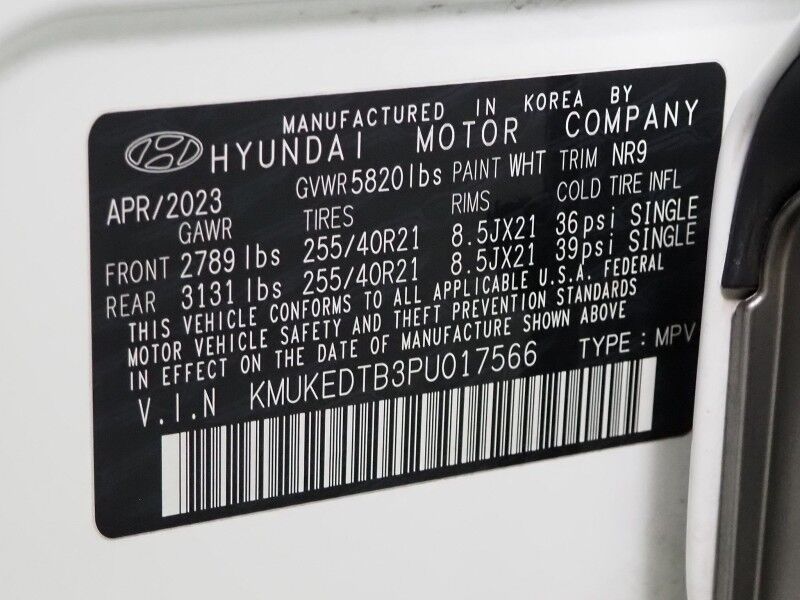 MANUFACTURED IN KOREA BY
HYUNDAI MOTOR COMPANY
APR/2023 GVWR 5820 lbs PAINT WHT TRIM NR9
GAWR TIRES RIMS COLD TIRE INFL
FRONT 2789 lbs 255/40R21 8.5JX21 36psi SINGLE
REAR 3131 lbs 255/40R21 8.5JX21 39psi SINGLE
THIS VEHICLE CONFORMS TO ALL APPLICABLE U.S.A. FEDERAL
MOTOR VEHICLE SAFETY AND THEFT PREVENTION STANDARDS
IN EFFECT ON THE DATE OF MANUFACTURE SHOWN ABOVE
V.I.N KMUKEDTB3PU017566 TYPE : MPV